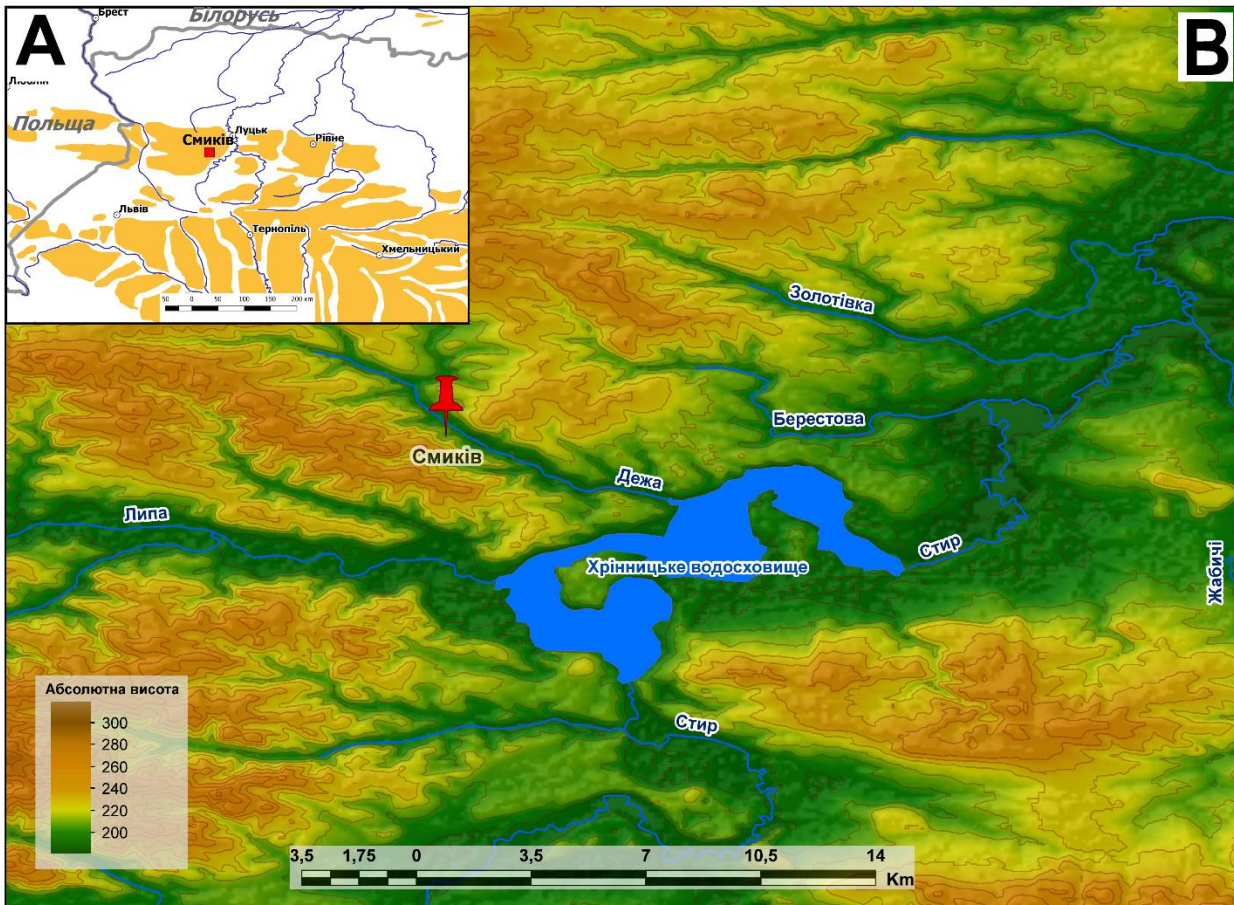 A
Брест
Білорусь
Люблін
Польща
Луцьк
Смиків
Рівне
Львів
Тернопіль
Хмельницький
50 0 50 100 150 200 km
B
Золотівка
Берестова
Смиків
Дежа
Липа
Стир
Хрінницьке водосховище
Жабичі
Стир
Абсолютна висота
300
280
260
240
220
200
3,5 1,75 0 3,5 7 10,5 14
Km